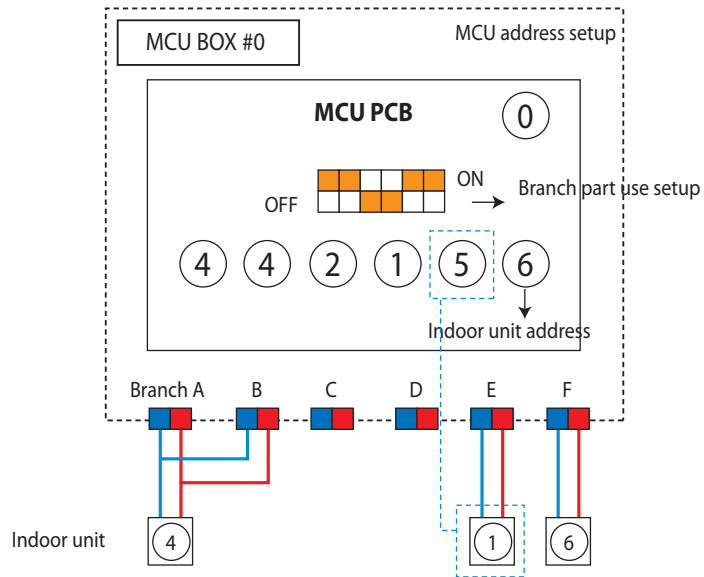 MCU BOX #0
MCU address setup
MCU PCB
0
ON
OFF
Branch part use setup
4 4 2 1 5 6
Indoor unit address
Branch A B C D E F
Indoor unit
4 1 6